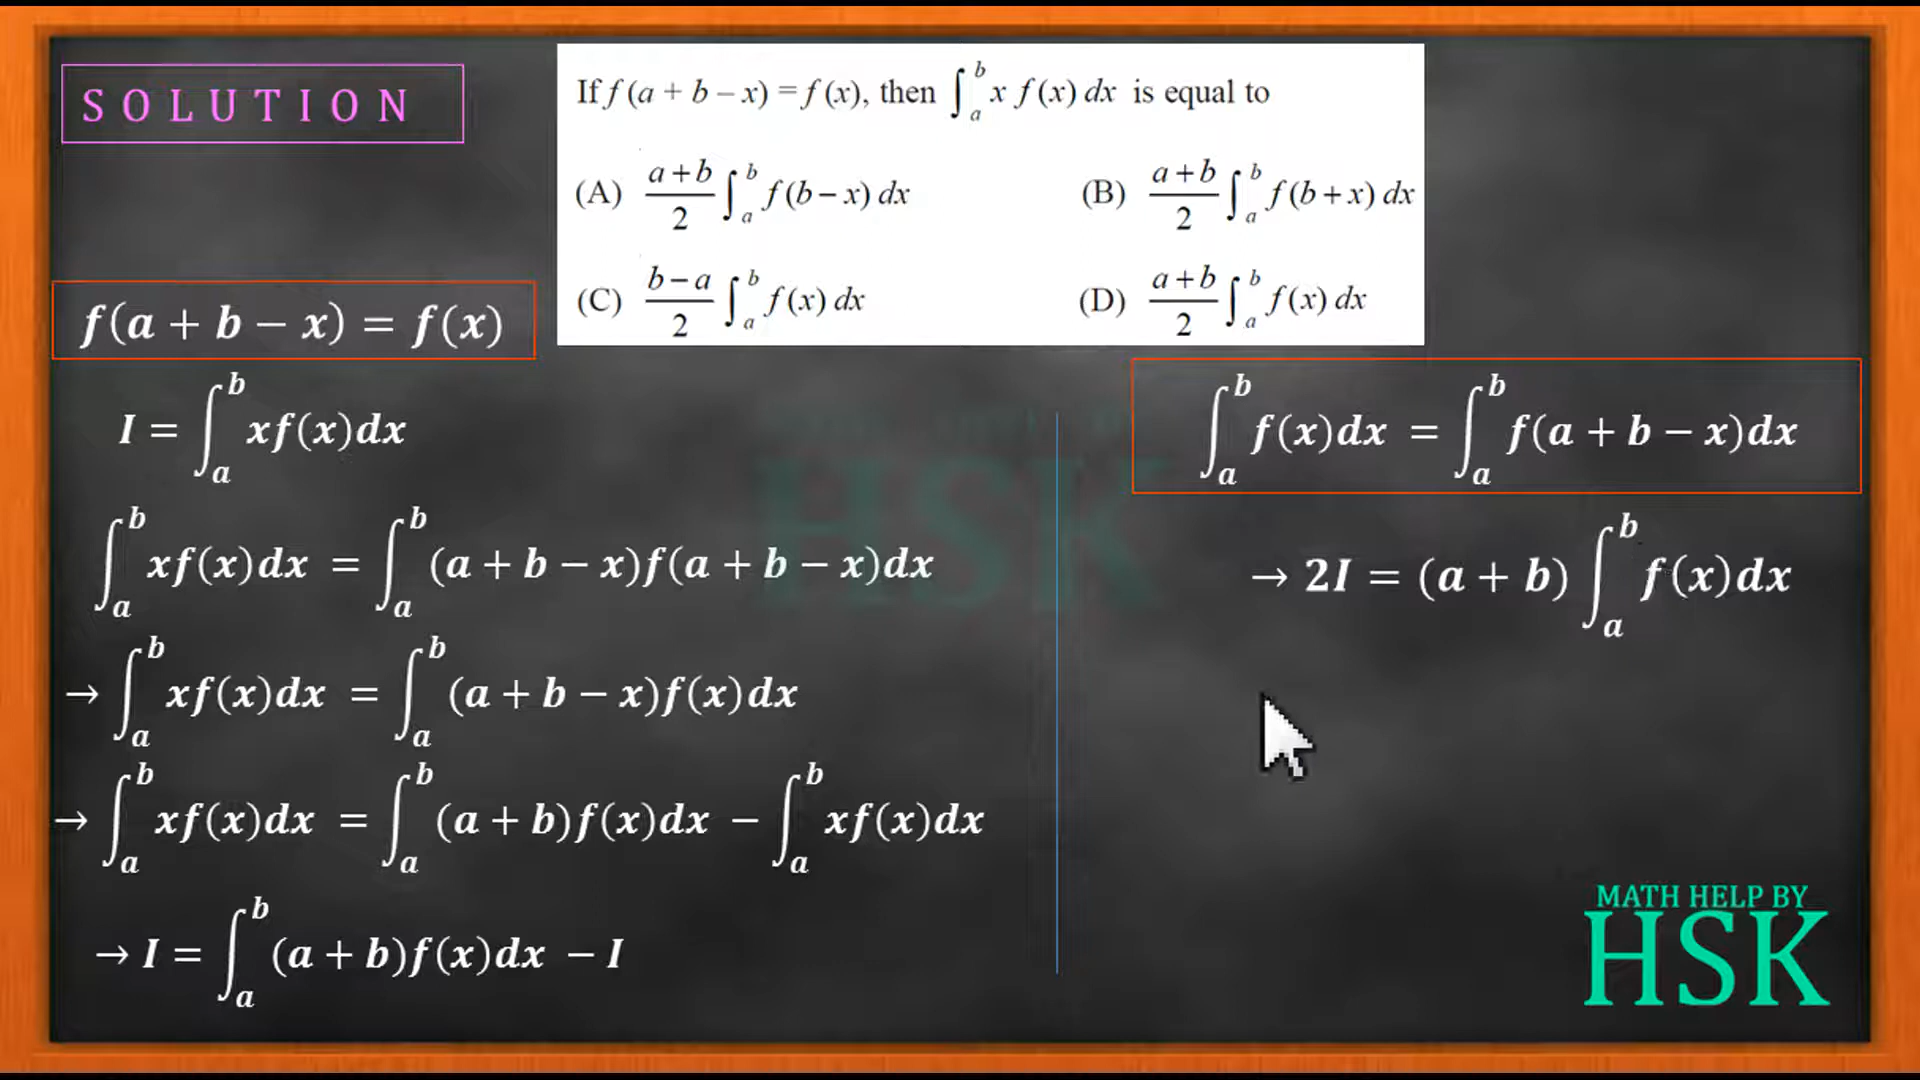 SOLUTION
If f(a + b – x) = f(x), then ∫_a^b x f(x) dx is equal to
(A) (a+b)/2 ∫_a^b f(b – x) dx (B) (a+b)/2 ∫_a^b f(b + x) dx
(C) (b–a)/2 ∫_a^b f(x) dx (D) (a+b)/2 ∫_a^b f(x) dx
f(a + b − x) = f(x)
I = ∫_a^b xf(x)dx
∫_a^b xf(x)dx = ∫_a^b (a + b − x)f(a + b − x)dx
→ ∫_a^b xf(x)dx = ∫_a^b (a + b − x)f(x)dx
→ ∫_a^b xf(x)dx = ∫_a^b (a + b)f(x)dx − ∫_a^b xf(x)dx
→ I = ∫_a^b (a + b)f(x)dx − I
∫_a^b f(x)dx = ∫_a^b f(a + b − x)dx
→ 2I = (a + b) ∫_a^b f(x)dx
HSK
MATH HELP BY
HSK